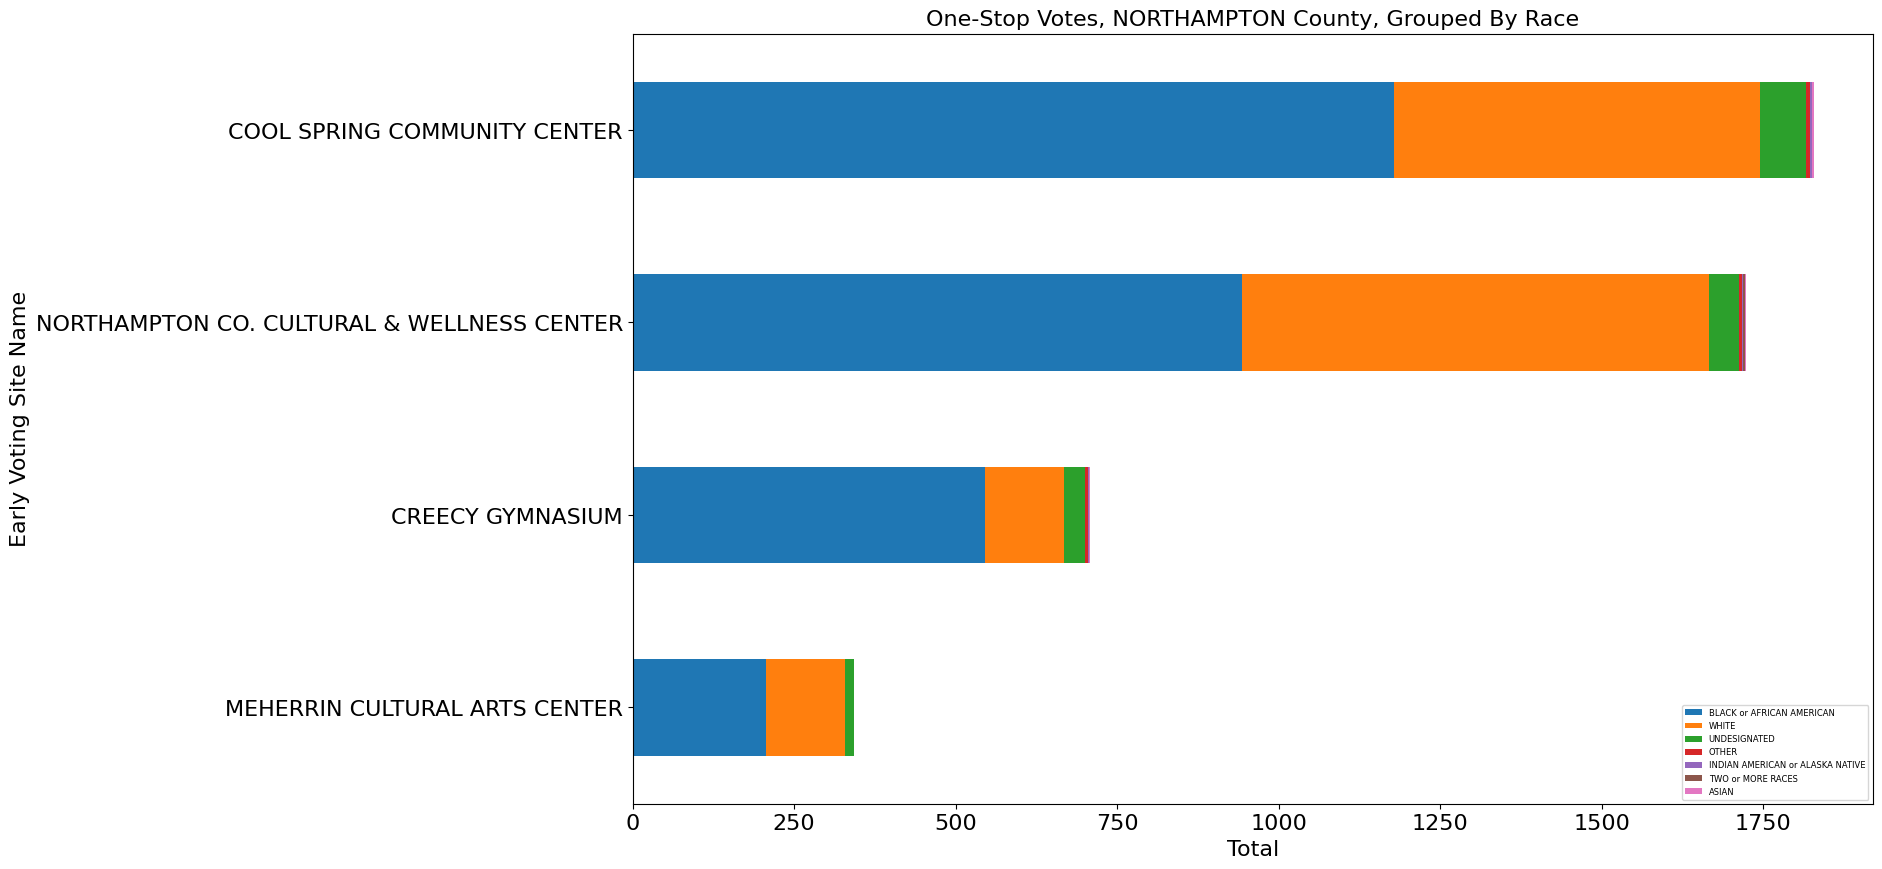 One-Stop Votes, NORTHAMPTON County, Grouped By Race
Early Voting Site Name
COOL SPRING COMMUNITY CENTER
NORTHAMPTON CO. CULTURAL & WELLNESS CENTER
CREECY GYMNASIUM
MEHERRIN CULTURAL ARTS CENTER
BLACK or AFRICAN AMERICAN
WHITE
UNDESIGNATED
OTHER
INDIAN AMERICAN or ALASKA NATIVE
TWO or MORE RACES
ASIAN
0 250 500 750 1000 1250 1500 1750
Total